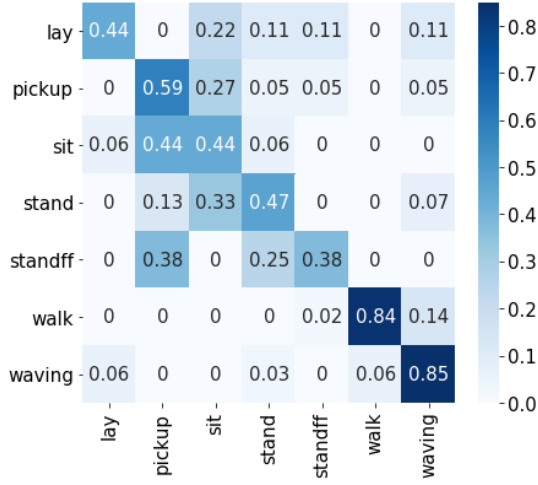 lay 0.44 0 0.22 0.11 0.11 0 0.11
pickup 0 0.59 0.27 0.05 0.05 0 0.05
sit 0.06 0.44 0.44 0.06 0 0 0
stand 0 0.13 0.33 0.47 0 0 0.07
standff 0 0.38 0 0.25 0.38 0 0
walk 0 0 0 0 0.02 0.84 0.14
waving 0.06 0 0 0.03 0 0.06 0.85
lay pickup sit stand standff walk waving
0.8
0.7
0.6
0.5
0.4
0.3
0.2
0.1
0.0